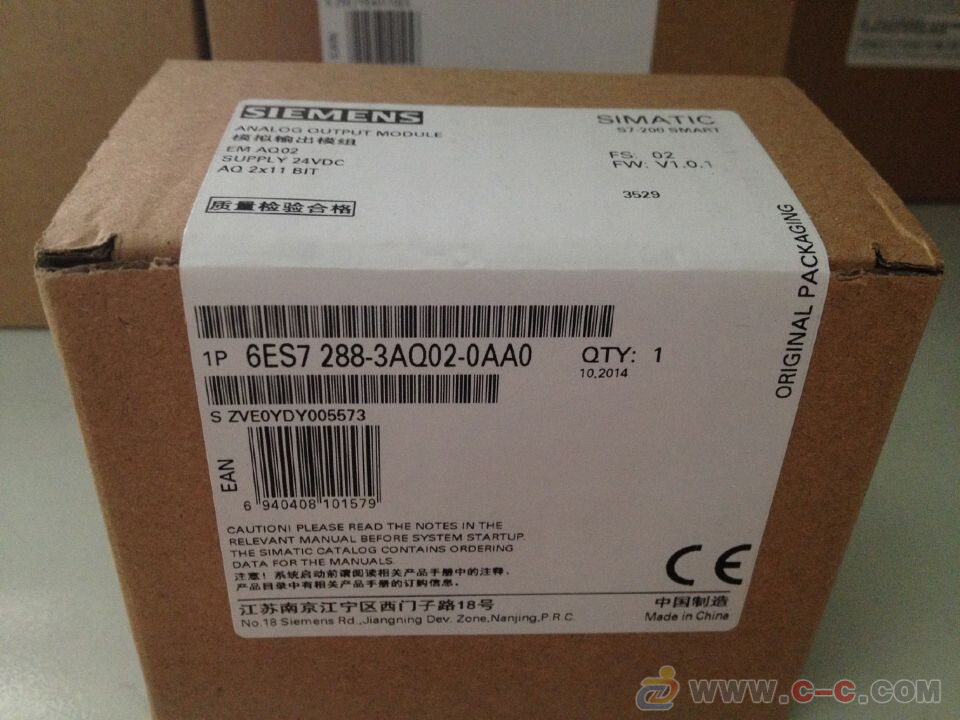 SIEMENS
SIMATIC
S7-200 SMART
ANALOG OUTPUT MODULE
模拟输出模组
EM AQ02
SUPPLY 24VDC
AQ 2x11 BIT
FS: 02
FW: V1.0.1
3529
质量检验合格
ORIGINAL PACKAGING
1P 6ES7 288-3AQ02-0AA0
QTY: 1
10.2014
S ZVE0YDY005573
EAN
6 940408 101579
CAUTION! PLEASE READ THE NOTES IN THE
RELEVANT MANUAL BEFORE SYSTEM STARTUP.
THE SIMATIC CATALOG CONTAINS ORDERING
DATA FOR THE MANUALS.
注意！系统启动前请阅读相关产品手册中的注释，
产品目录中有相关产品手册的订购信息。
江苏南京江宁区西门子路18号
No.18 Siemens Rd.,Jiangning Dev. Zone,Nanjing,P.R.C.
CE
中国制造
Made in China
WWW.C-C.COM